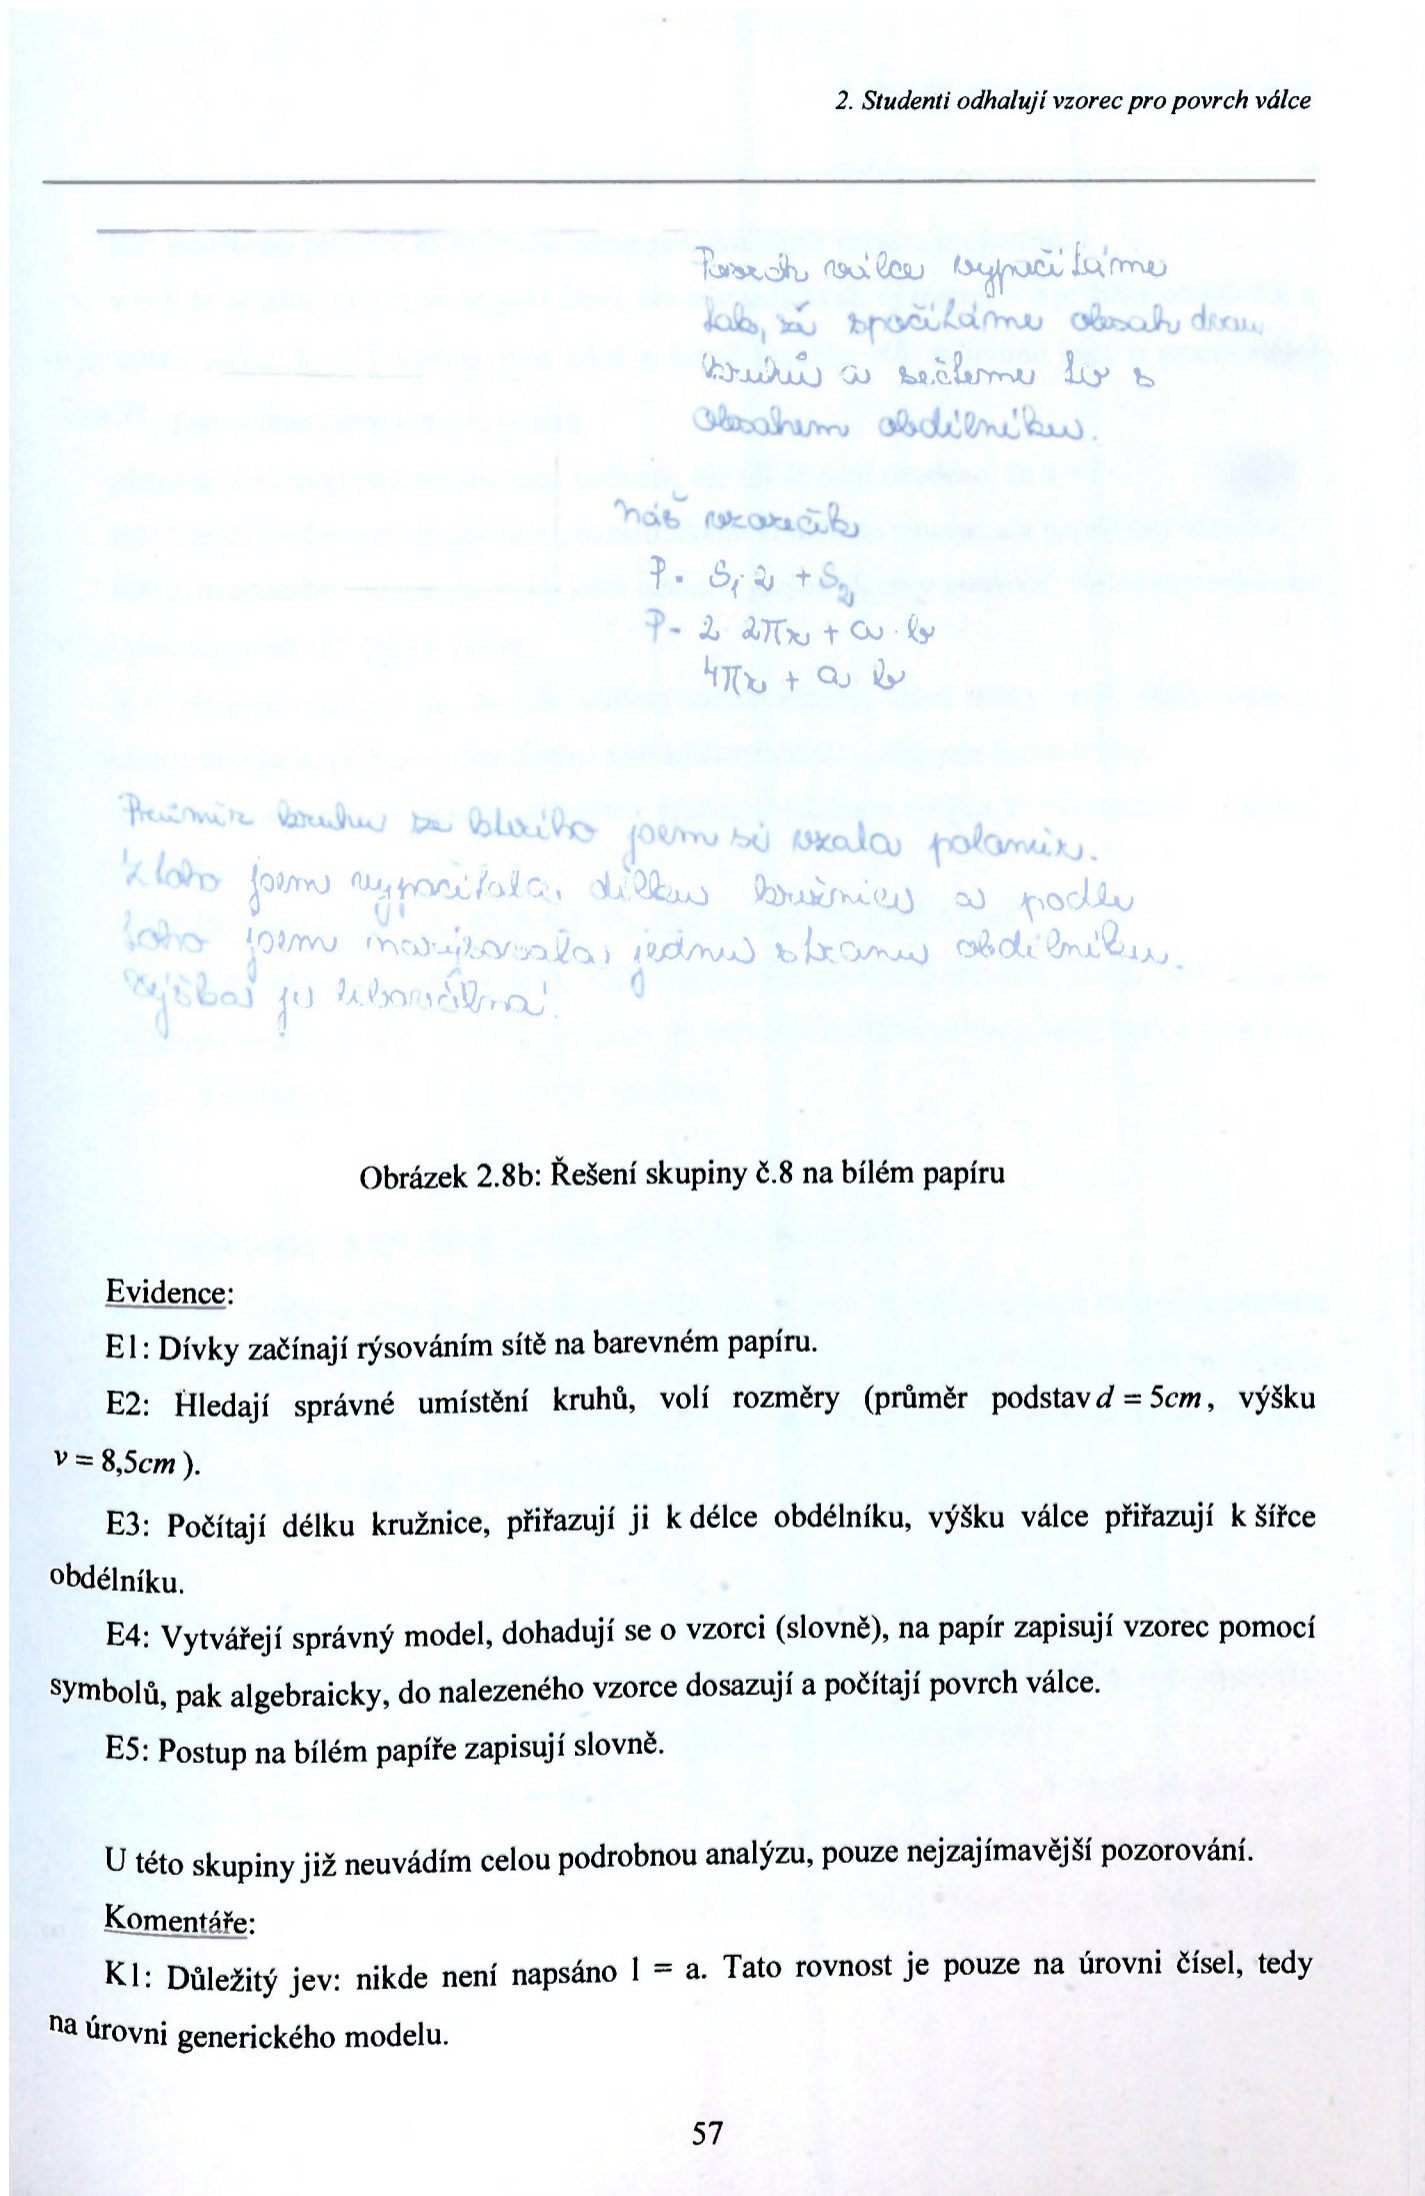 2. Studenti odhalují vzorec pro povrch válce
Povrch válce vypočítáme
tak, že spočítáme obsah dvou
kruhů a sečteme to s
obsahem obdélníku.
Náš vzoreček
P = S₁ 2 + S₂
P = 2 2πr + a · b
4πr + a b
Průměr kruhu ze kterého jsem si vzala poloměr.
Z toho jsem vypočítala délku kružnice a podle
toho jsem narýsovala jednu stranu obdélníku.
Výška je libovolná.
Obrázek 2.8b: Řešení skupiny č.8 na bílém papíru
Evidence:
E1: Dívky začínají rýsováním sítě na barevném papíru.
E2: Hledají správné umístění kruhů, volí rozměry (průměr podstav d = 5cm, výšku
v = 8,5cm ).
E3: Počítají délku kružnice, přiřazují ji k délce obdélníku, výšku válce přiřazují k šířce
obdélníku.
E4: Vytvářejí správný model, dohadují se o vzorci (slovně), na papír zapisují vzorec pomocí
symbolů, pak algebraicky, do nalezeného vzorce dosazují a počítají povrch válce.
E5: Postup na bílém papíře zapisují slovně.
U této skupiny již neuvádím celou podrobnou analýzu, pouze nejzajímavější pozorování.
Komentáře:
K1: Důležitý jev: nikde není napsáno l = a. Tato rovnost je pouze na úrovni čísel, tedy
na úrovni generického modelu.
57